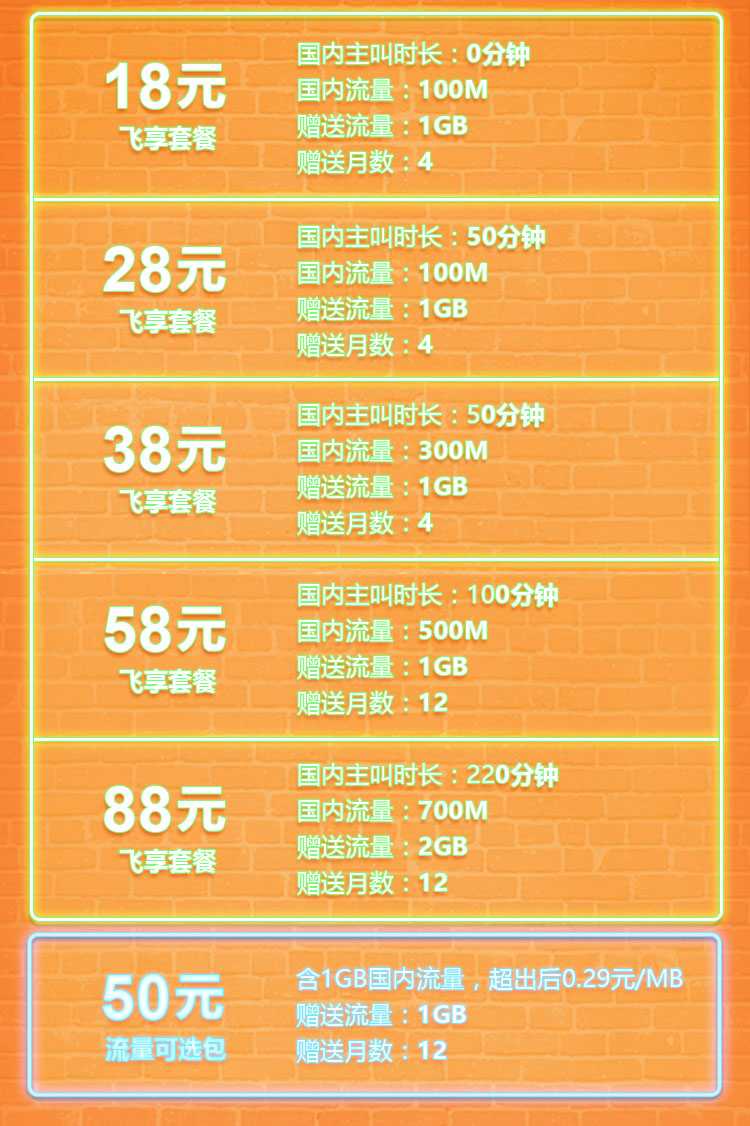 18元
飞享套餐
国内主叫时长：0分钟
国内流量：100M
赠送流量：1GB
赠送月数：4
28元
飞享套餐
国内主叫时长：50分钟
国内流量：100M
赠送流量：1GB
赠送月数：4
38元
飞享套餐
国内主叫时长：50分钟
国内流量：300M
赠送流量：1GB
赠送月数：4
58元
飞享套餐
国内主叫时长：100分钟
国内流量：500M
赠送流量：1GB
赠送月数：12
88元
飞享套餐
国内主叫时长：220分钟
国内流量：700M
赠送流量：2GB
赠送月数：12
50元
流量可选包
含1GB国内流量，超出后0.29元/MB
赠送流量：1GB
赠送月数：12